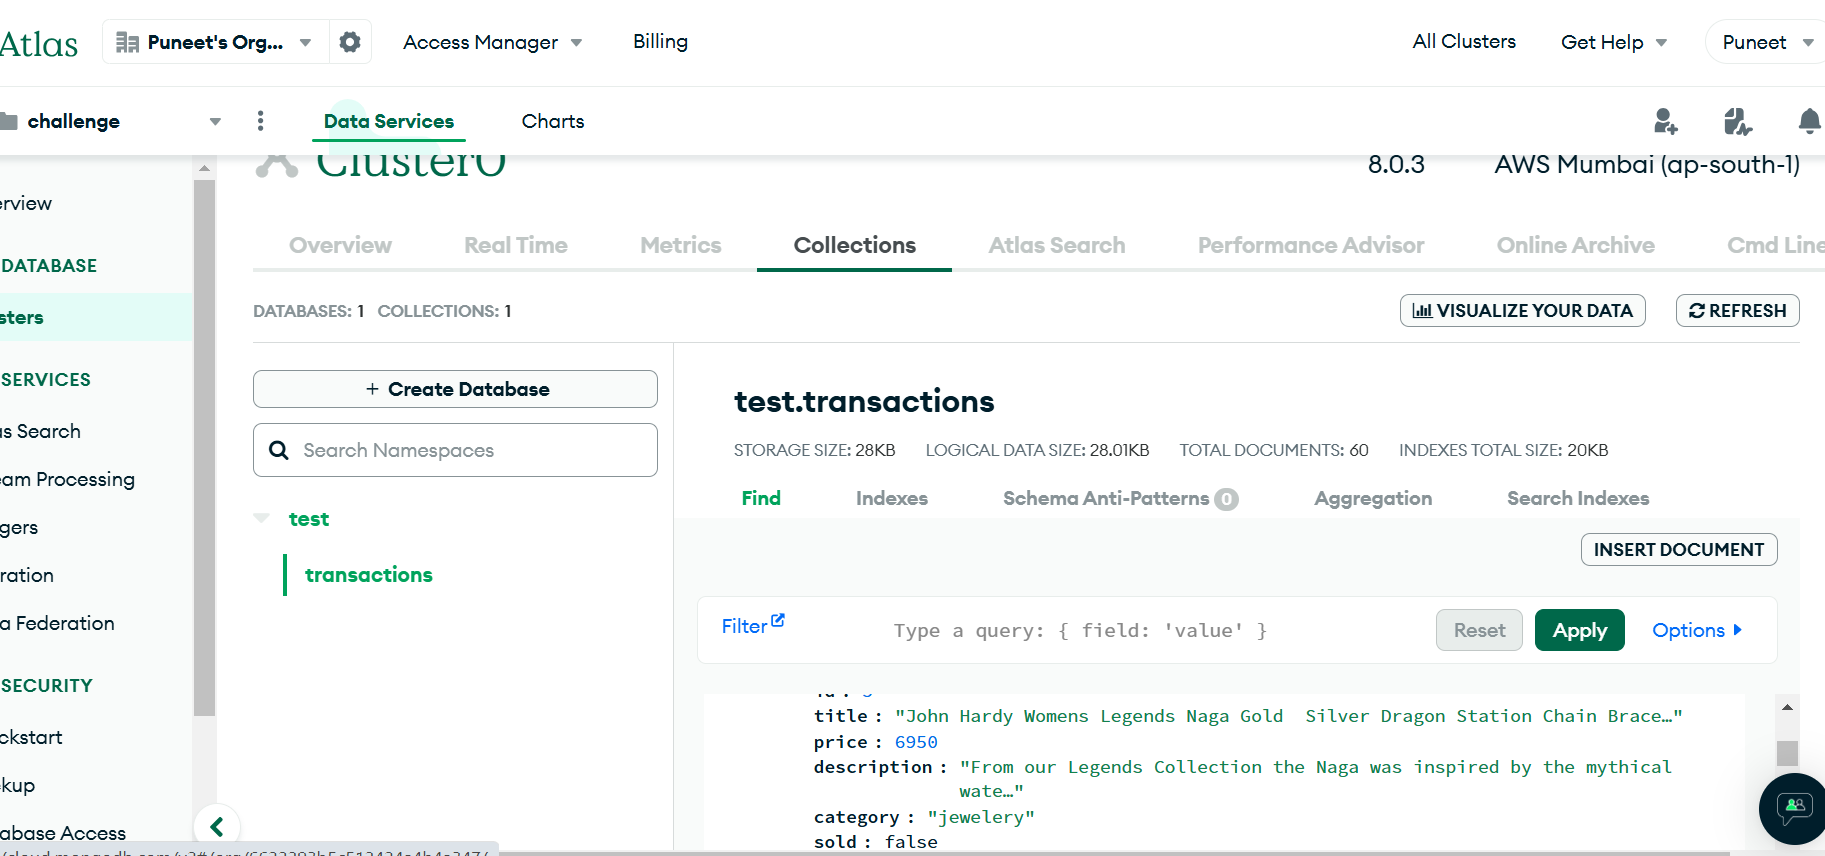 Atlas
Puneet's Org...
Access Manager
Billing
All Clusters
Get Help
Puneet
challenge
Data Services
Charts
Cluster0
8.0.3
AWS Mumbai (ap-south-1)
erview
DATABASE
sters
SERVICES
as Search
eam Processing
gers
ration
a Federation
SECURITY
ckstart
kup
abase Access
Overview
Real Time
Metrics
Collections
Atlas Search
Performance Advisor
Online Archive
Cmd Line
DATABASES: 1 COLLECTIONS: 1
VISUALIZE YOUR DATA
REFRESH
+ Create Database
Search Namespaces
test
transactions
test.transactions
STORAGE SIZE: 28KB LOGICAL DATA SIZE: 28.01KB TOTAL DOCUMENTS: 60 INDEXES TOTAL SIZE: 20KB
Find
Indexes
Schema Anti-Patterns 0
Aggregation
Search Indexes
INSERT DOCUMENT
Filter
Type a query: { field: 'value' }
Reset
Apply
Options
title : "John Hardy Womens Legends Naga Gold  Silver Dragon Station Chain Brace…"
price : 6950
description : "From our Legends Collection the Naga was inspired by the mythical
wate…"
category : "jewelery"
sold : false